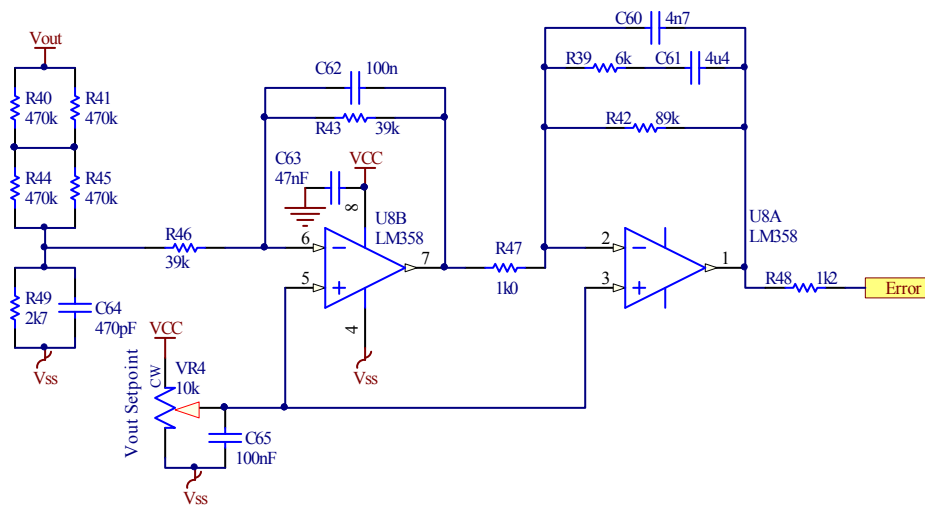 C60 4n7
Vout
R39 6k C61 4u4
C62 100n
R40 R41
470k 470k
R42 89k
R43 39k
C63 VCC
47nF
R44 R45
470k 470k
8
U8B
LM358
U8A
LM358
R46
39k
6
7
R47
1k0
2
1
5
3
R48 1k2 Error
R49
2k7
C64
470pF
4
VCC
Vss
Vss
Vout Setpoint
CW
VR4
10k
C65
100nF
Vss